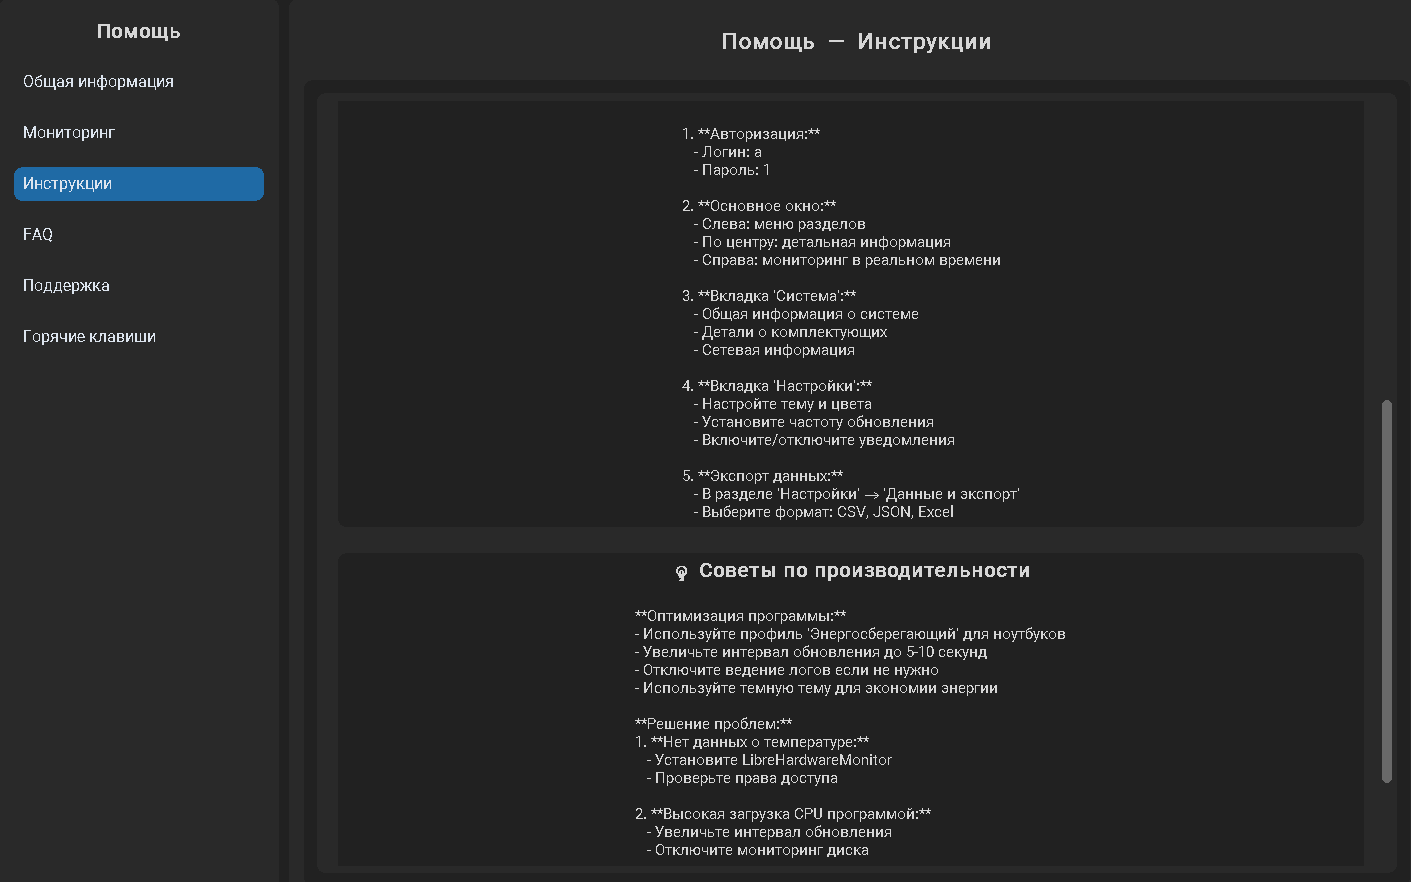 Помощь
Общая информация
Мониторинг
Инструкции
FAQ
Поддержка
Горячие клавиши
Помощь — Инструкции
1. **Авторизация:**
- Логин: a
- Пароль: 1
2. **Основное окно:**
- Слева: меню разделов
- По центру: детальная информация
- Справа: мониторинг в реальном времени
3. **Вкладка 'Система':**
- Общая информация о системе
- Детали о комплектующих
- Сетевая информация
4. **Вкладка 'Настройки':**
- Настройте тему и цвета
- Установите частоту обновления
- Включите/отключите уведомления
5. **Экспорт данных:**
- В разделе 'Настройки' → 'Данные и экспорт'
- Выберите формат: CSV, JSON, Excel
Советы по производительности
**Оптимизация программы:**
- Используйте профиль 'Энергосберегающий' для ноутбуков
- Увеличьте интервал обновления до 5-10 секунд
- Отключите ведение логов если не нужно
- Используйте темную тему для экономии энергии
**Решение проблем:**
1. **Нет данных о температуре:**
- Установите LibreHardwareMonitor
- Проверьте права доступа
2. **Высокая загрузка CPU программой:**
- Увеличьте интервал обновления
- Отключите мониторинг диска